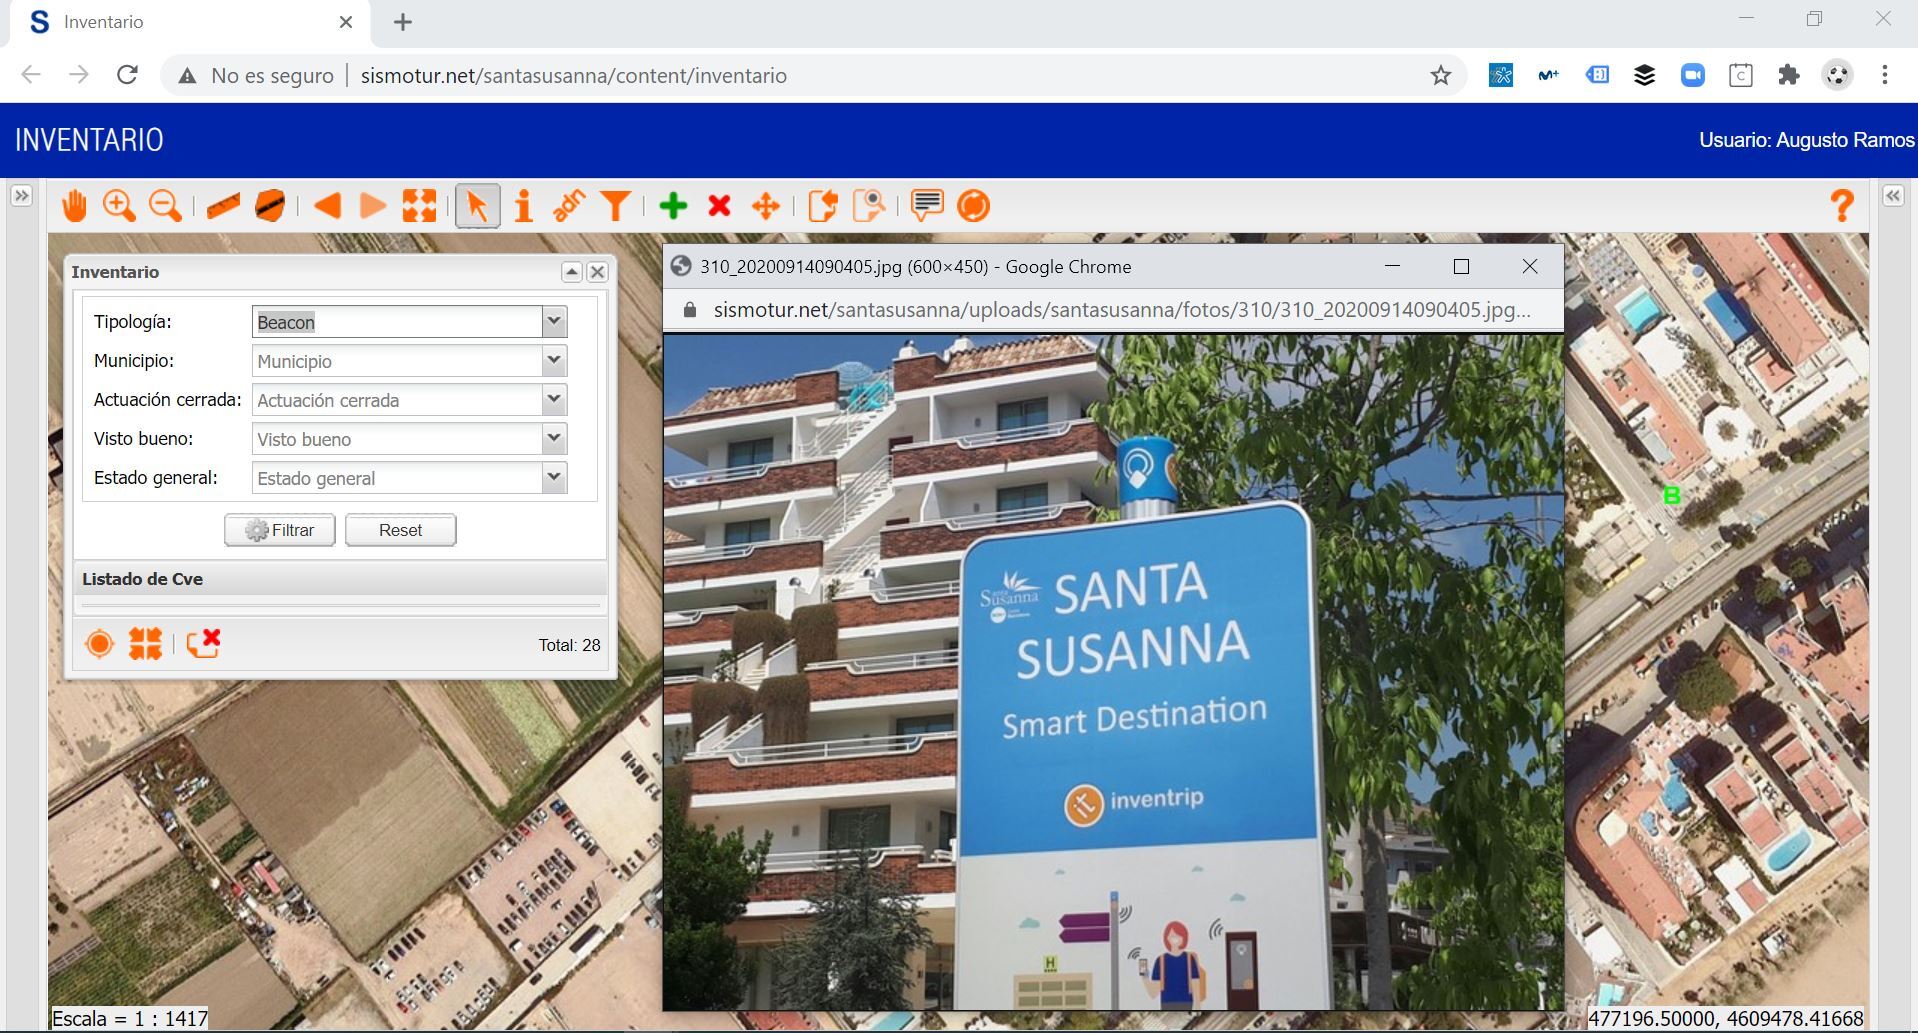 Inventario
No es seguro
sismotur.net/santasusanna/content/inventario
INVENTARIO
Usuario: Augusto Ramos
Inventario
Tipología:
Beacon
Municipio:
Municipio
Actuación cerrada:
Actuación cerrada
Visto bueno:
Visto bueno
Estado general:
Estado general
Filtrar
Reset
Listado de Cve
Total: 28
310_20200914090405.jpg (600×450) - Google Chrome
sismotur.net/santasusanna/uploads/santasusanna/fotos/310/310_20200914090405.jpg...
Santa
Susanna
SANTA
SUSANNA
Smart Destination
inventrip
H
B
Escala = 1 : 1417
477196.50000, 4609478.41668